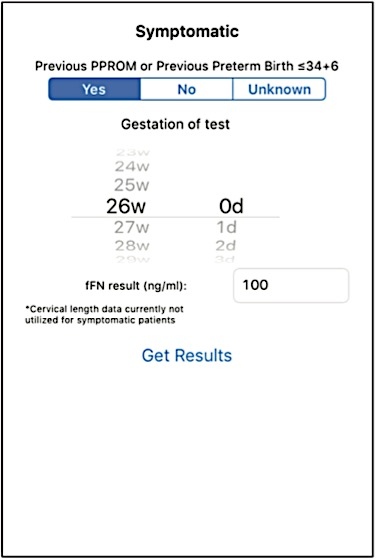 Symptomatic
Previous PPROM or Previous Preterm Birth ≤34+6
Yes No Unknown
Gestation of test
23w
24w
25w
26w 0d
27w 1d
28w 2d
29w 3d
fFN result (ng/ml): 100
*Cervical length data currently not
utilized for symptomatic patients
Get Results